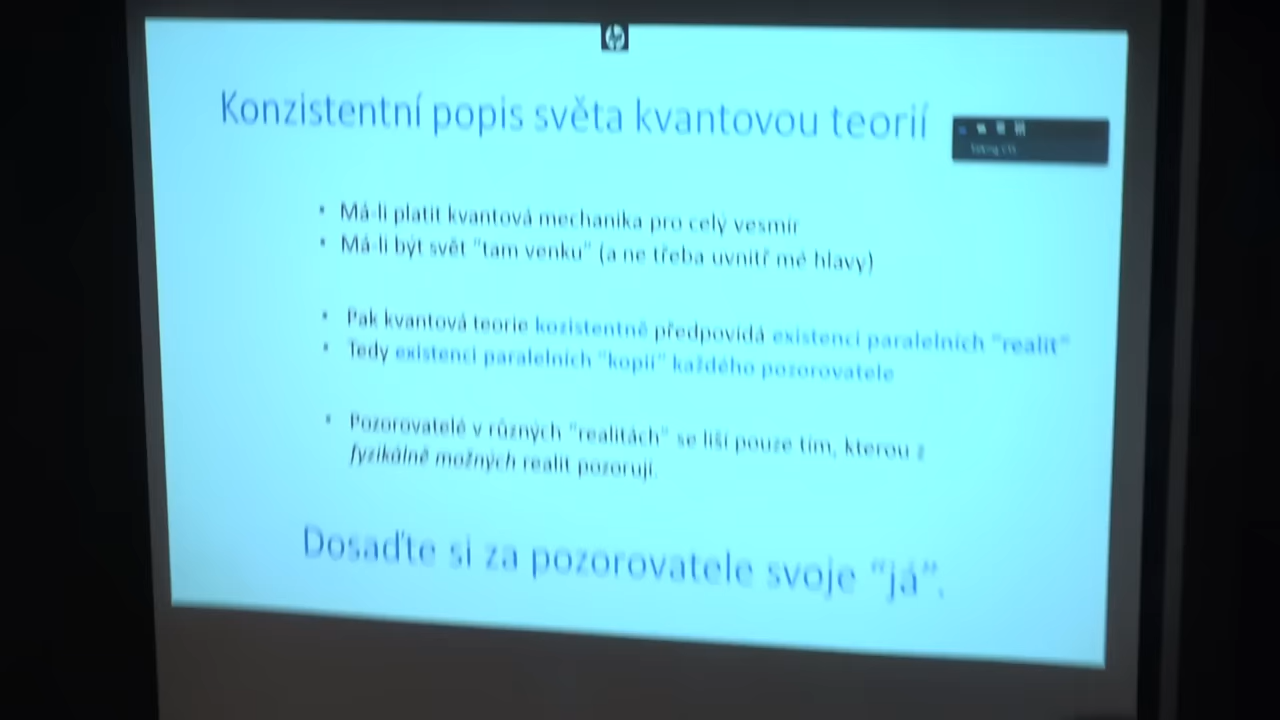 Konzistentní popis světa kvantovou teorií
• Má-li platit kvantová mechanika pro celý vesmír
• Má-li být svět "tam venku" (a ne třeba uvnitř mé hlavy)
• Pak kvantová teorie kozistentně předpovídá existenci paralelních "realit"
• Tedy existenci paralelních "kopií" každého pozorovatele
• Pozorovatelé v různých "realitách" se liší pouze tím, kterou z
fyzikálně možných realit pozorují.
Dosaďte si za pozorovatele svoje "já".